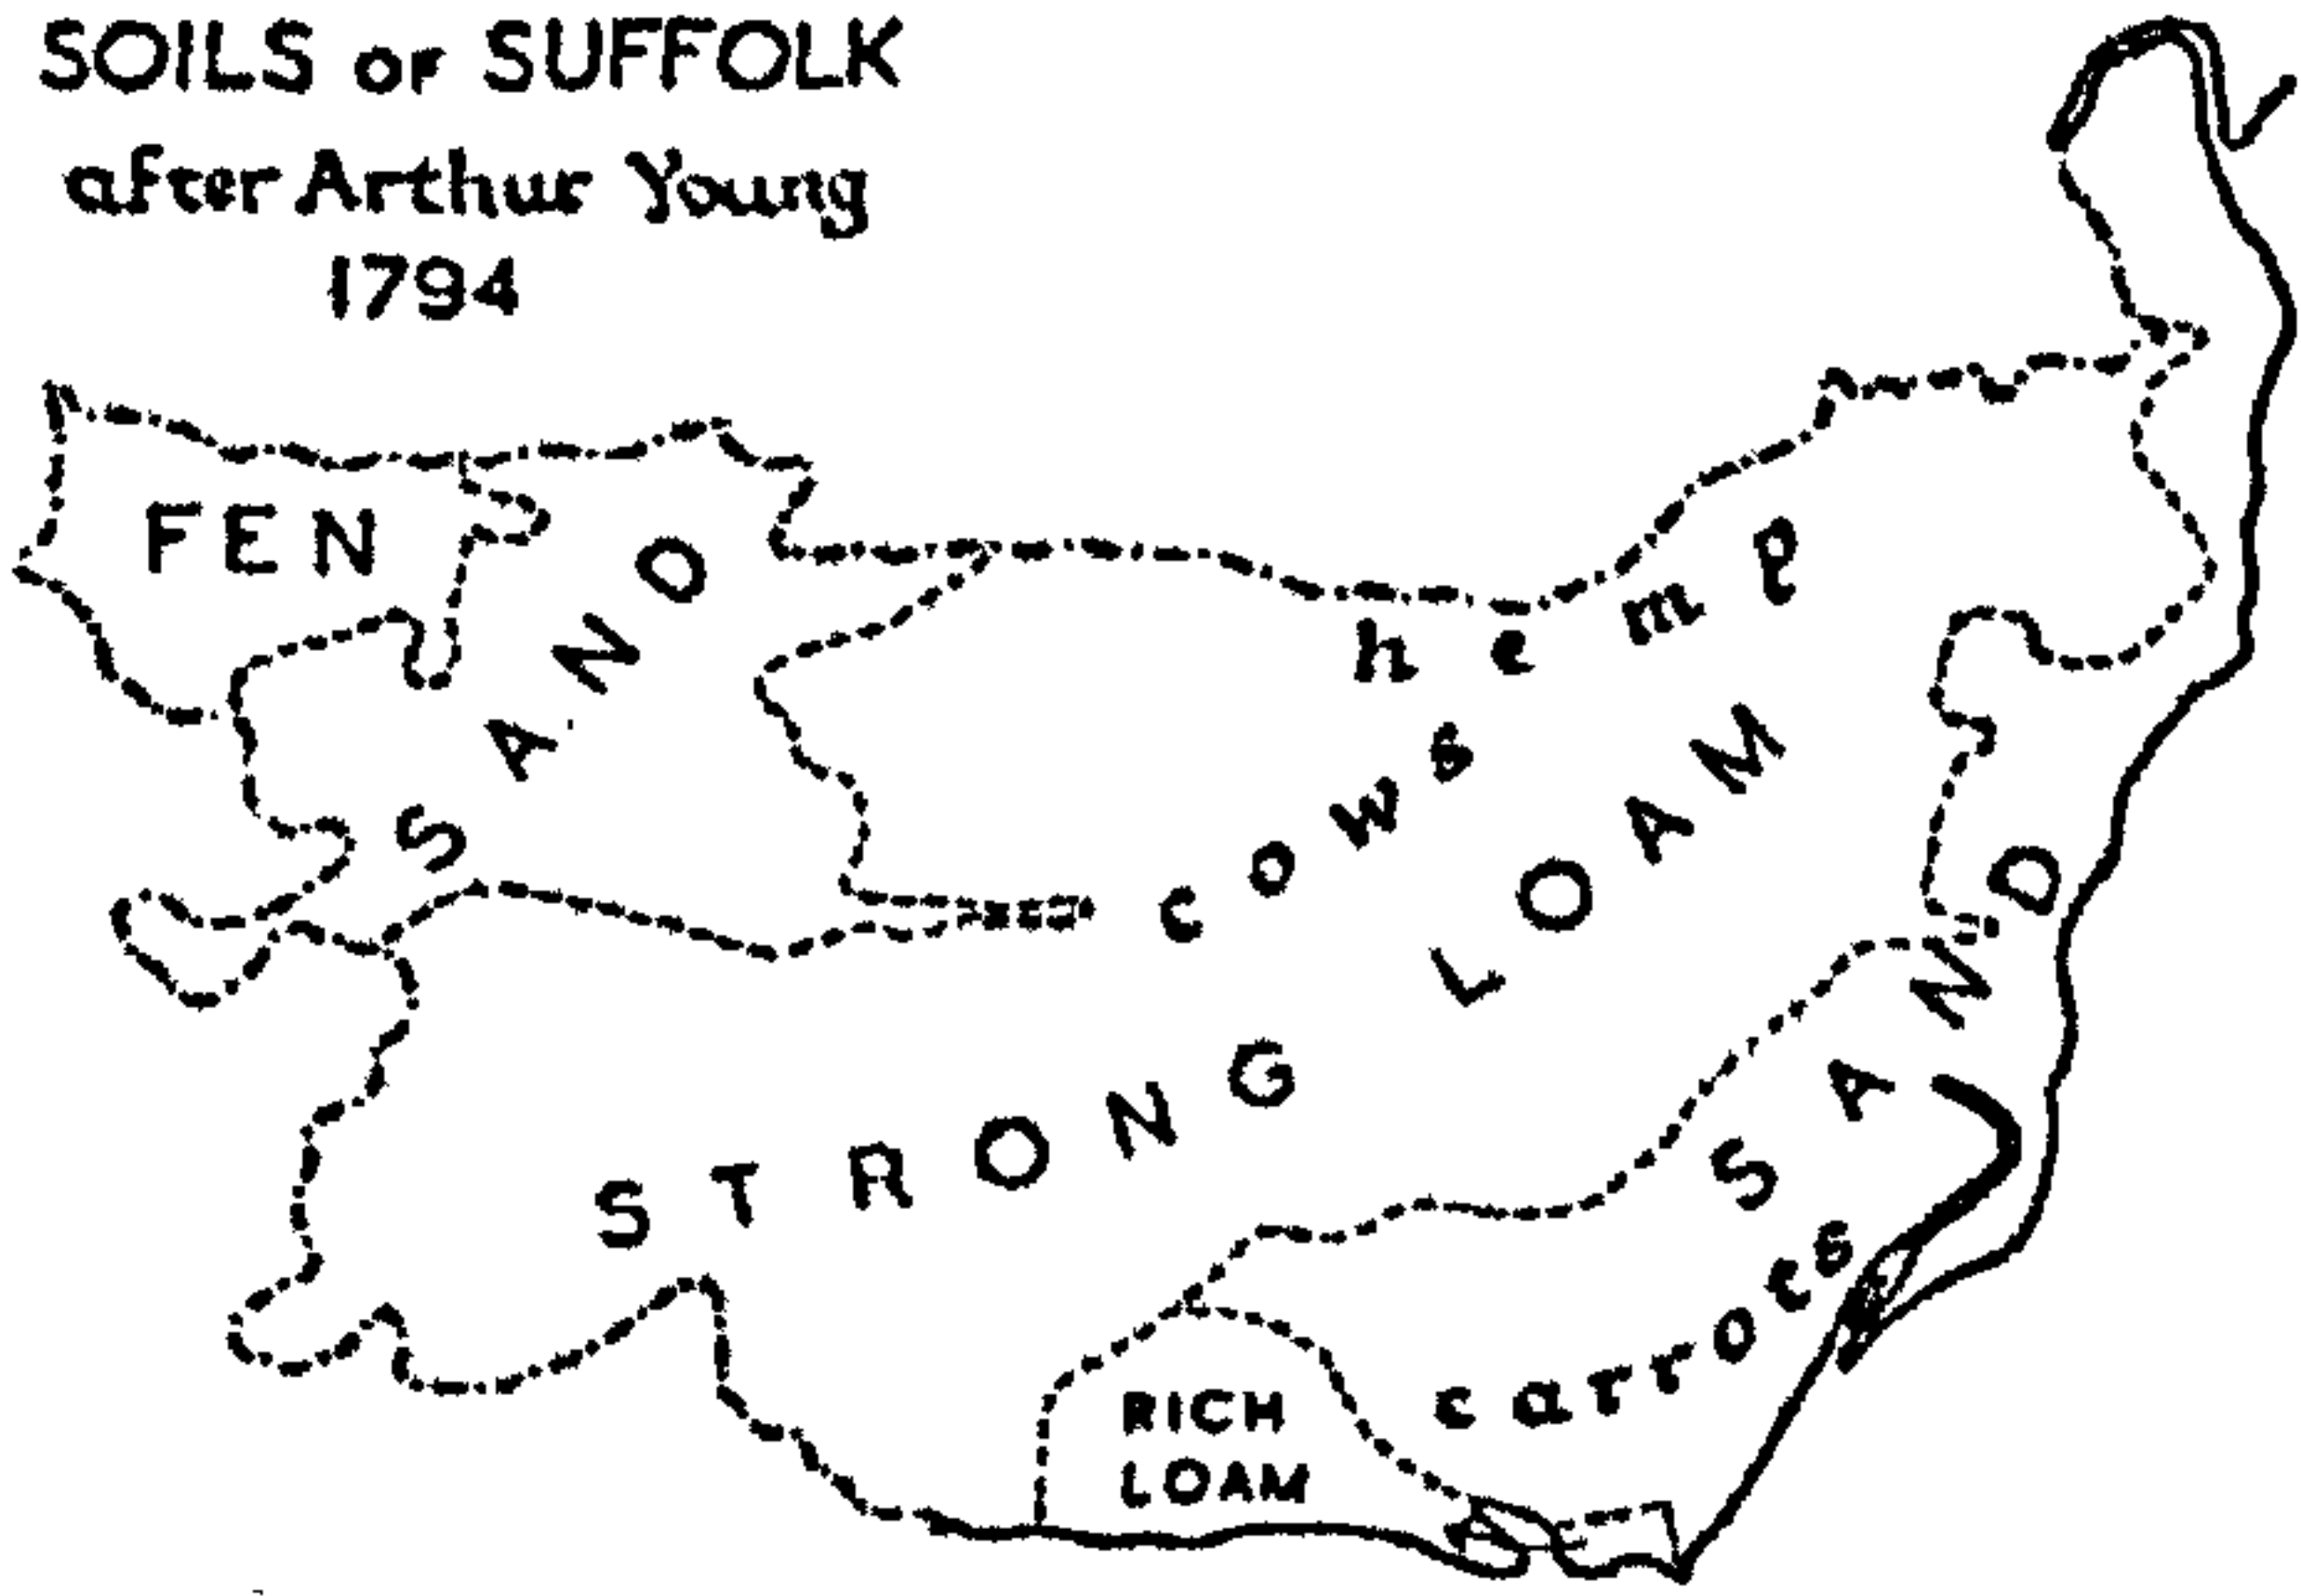 SOILS OF SUFFOLK
after Arthur Young
1794
FEN
SAND
hemp
cows
STRONG LOAM
SAND
carrots
RICH
LOAM